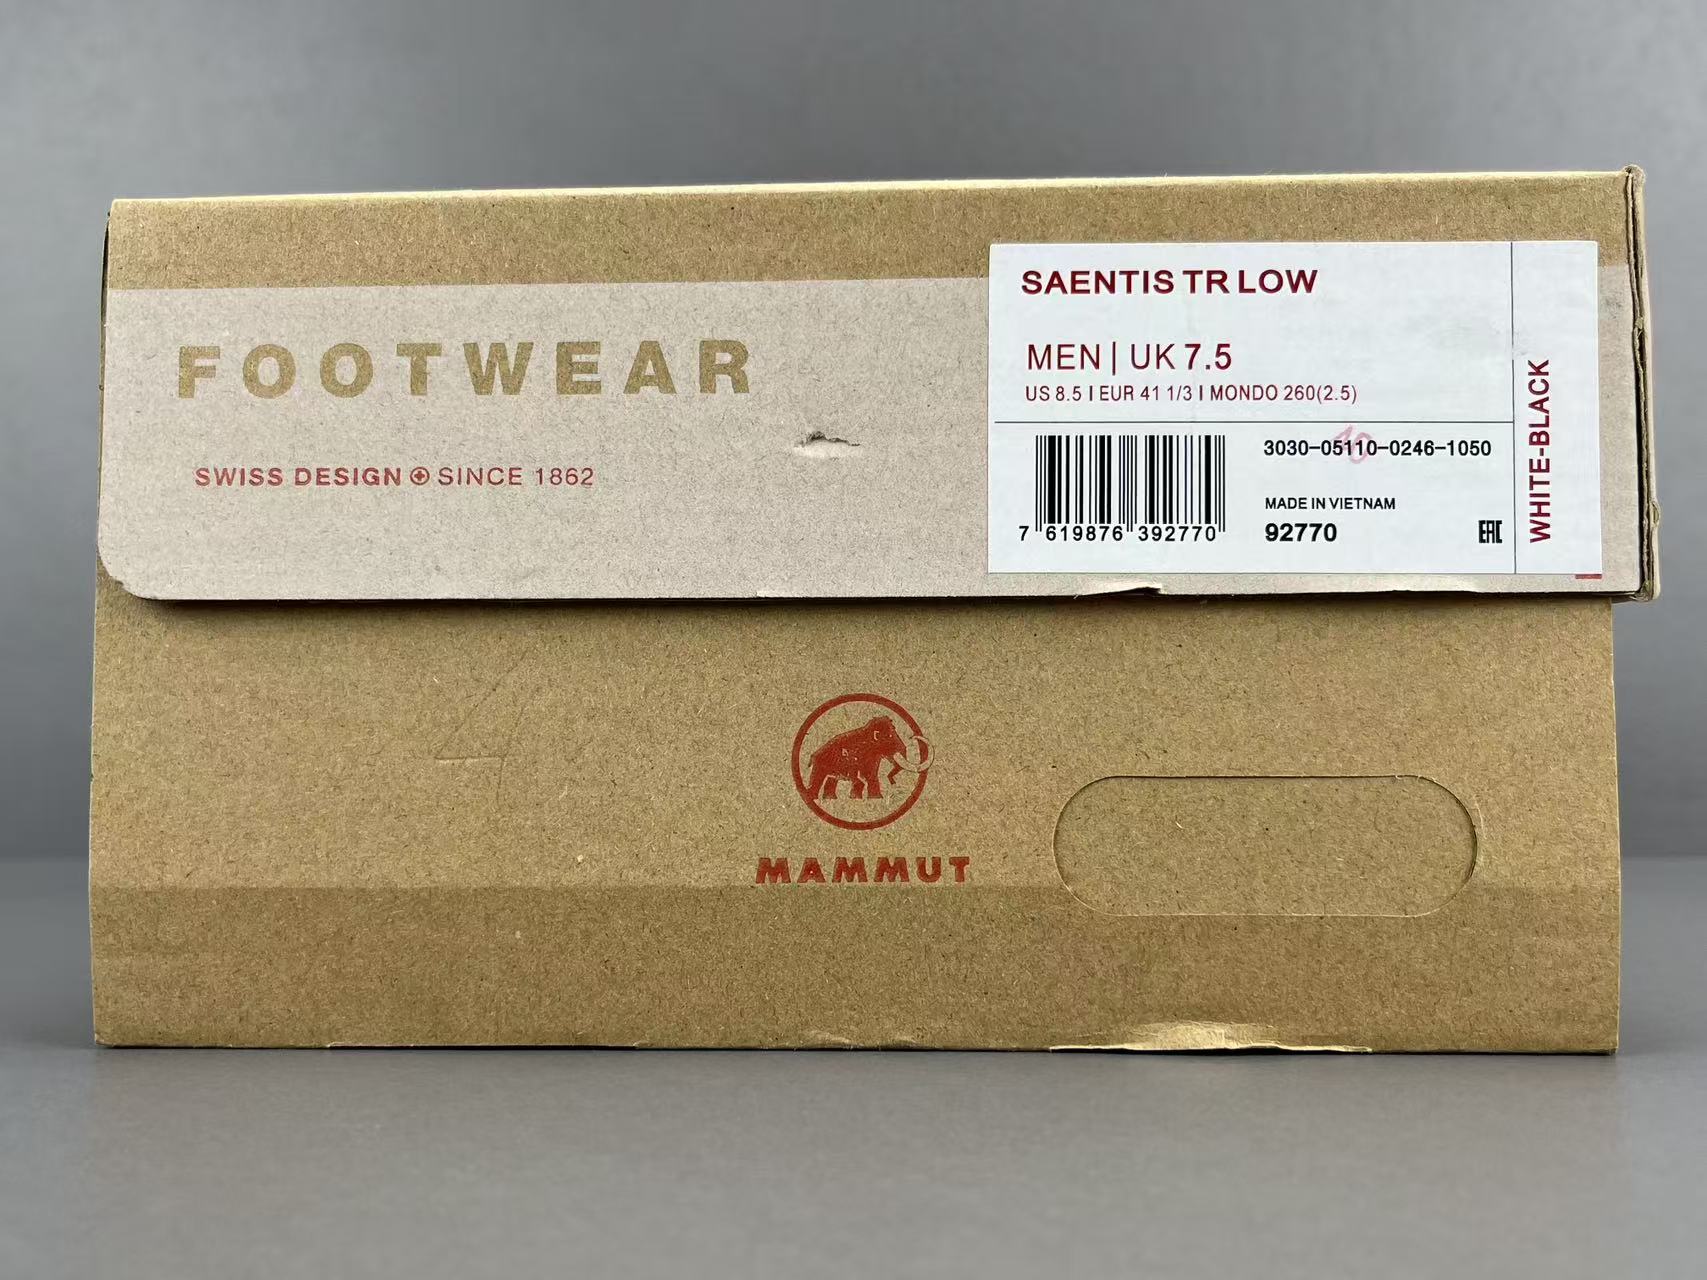 FOOTWEAR
SWISS DESIGN SINCE 1862
SAENTIS TR LOW
MEN | UK 7.5
US 8.5 I EUR 41 1/3 I MONDO 260(2.5)
3030-05110-0246-1050
40
MADE IN VIETNAM
92770
EAC
7 619876 392770
WHITE-BLACK
MAMMUT